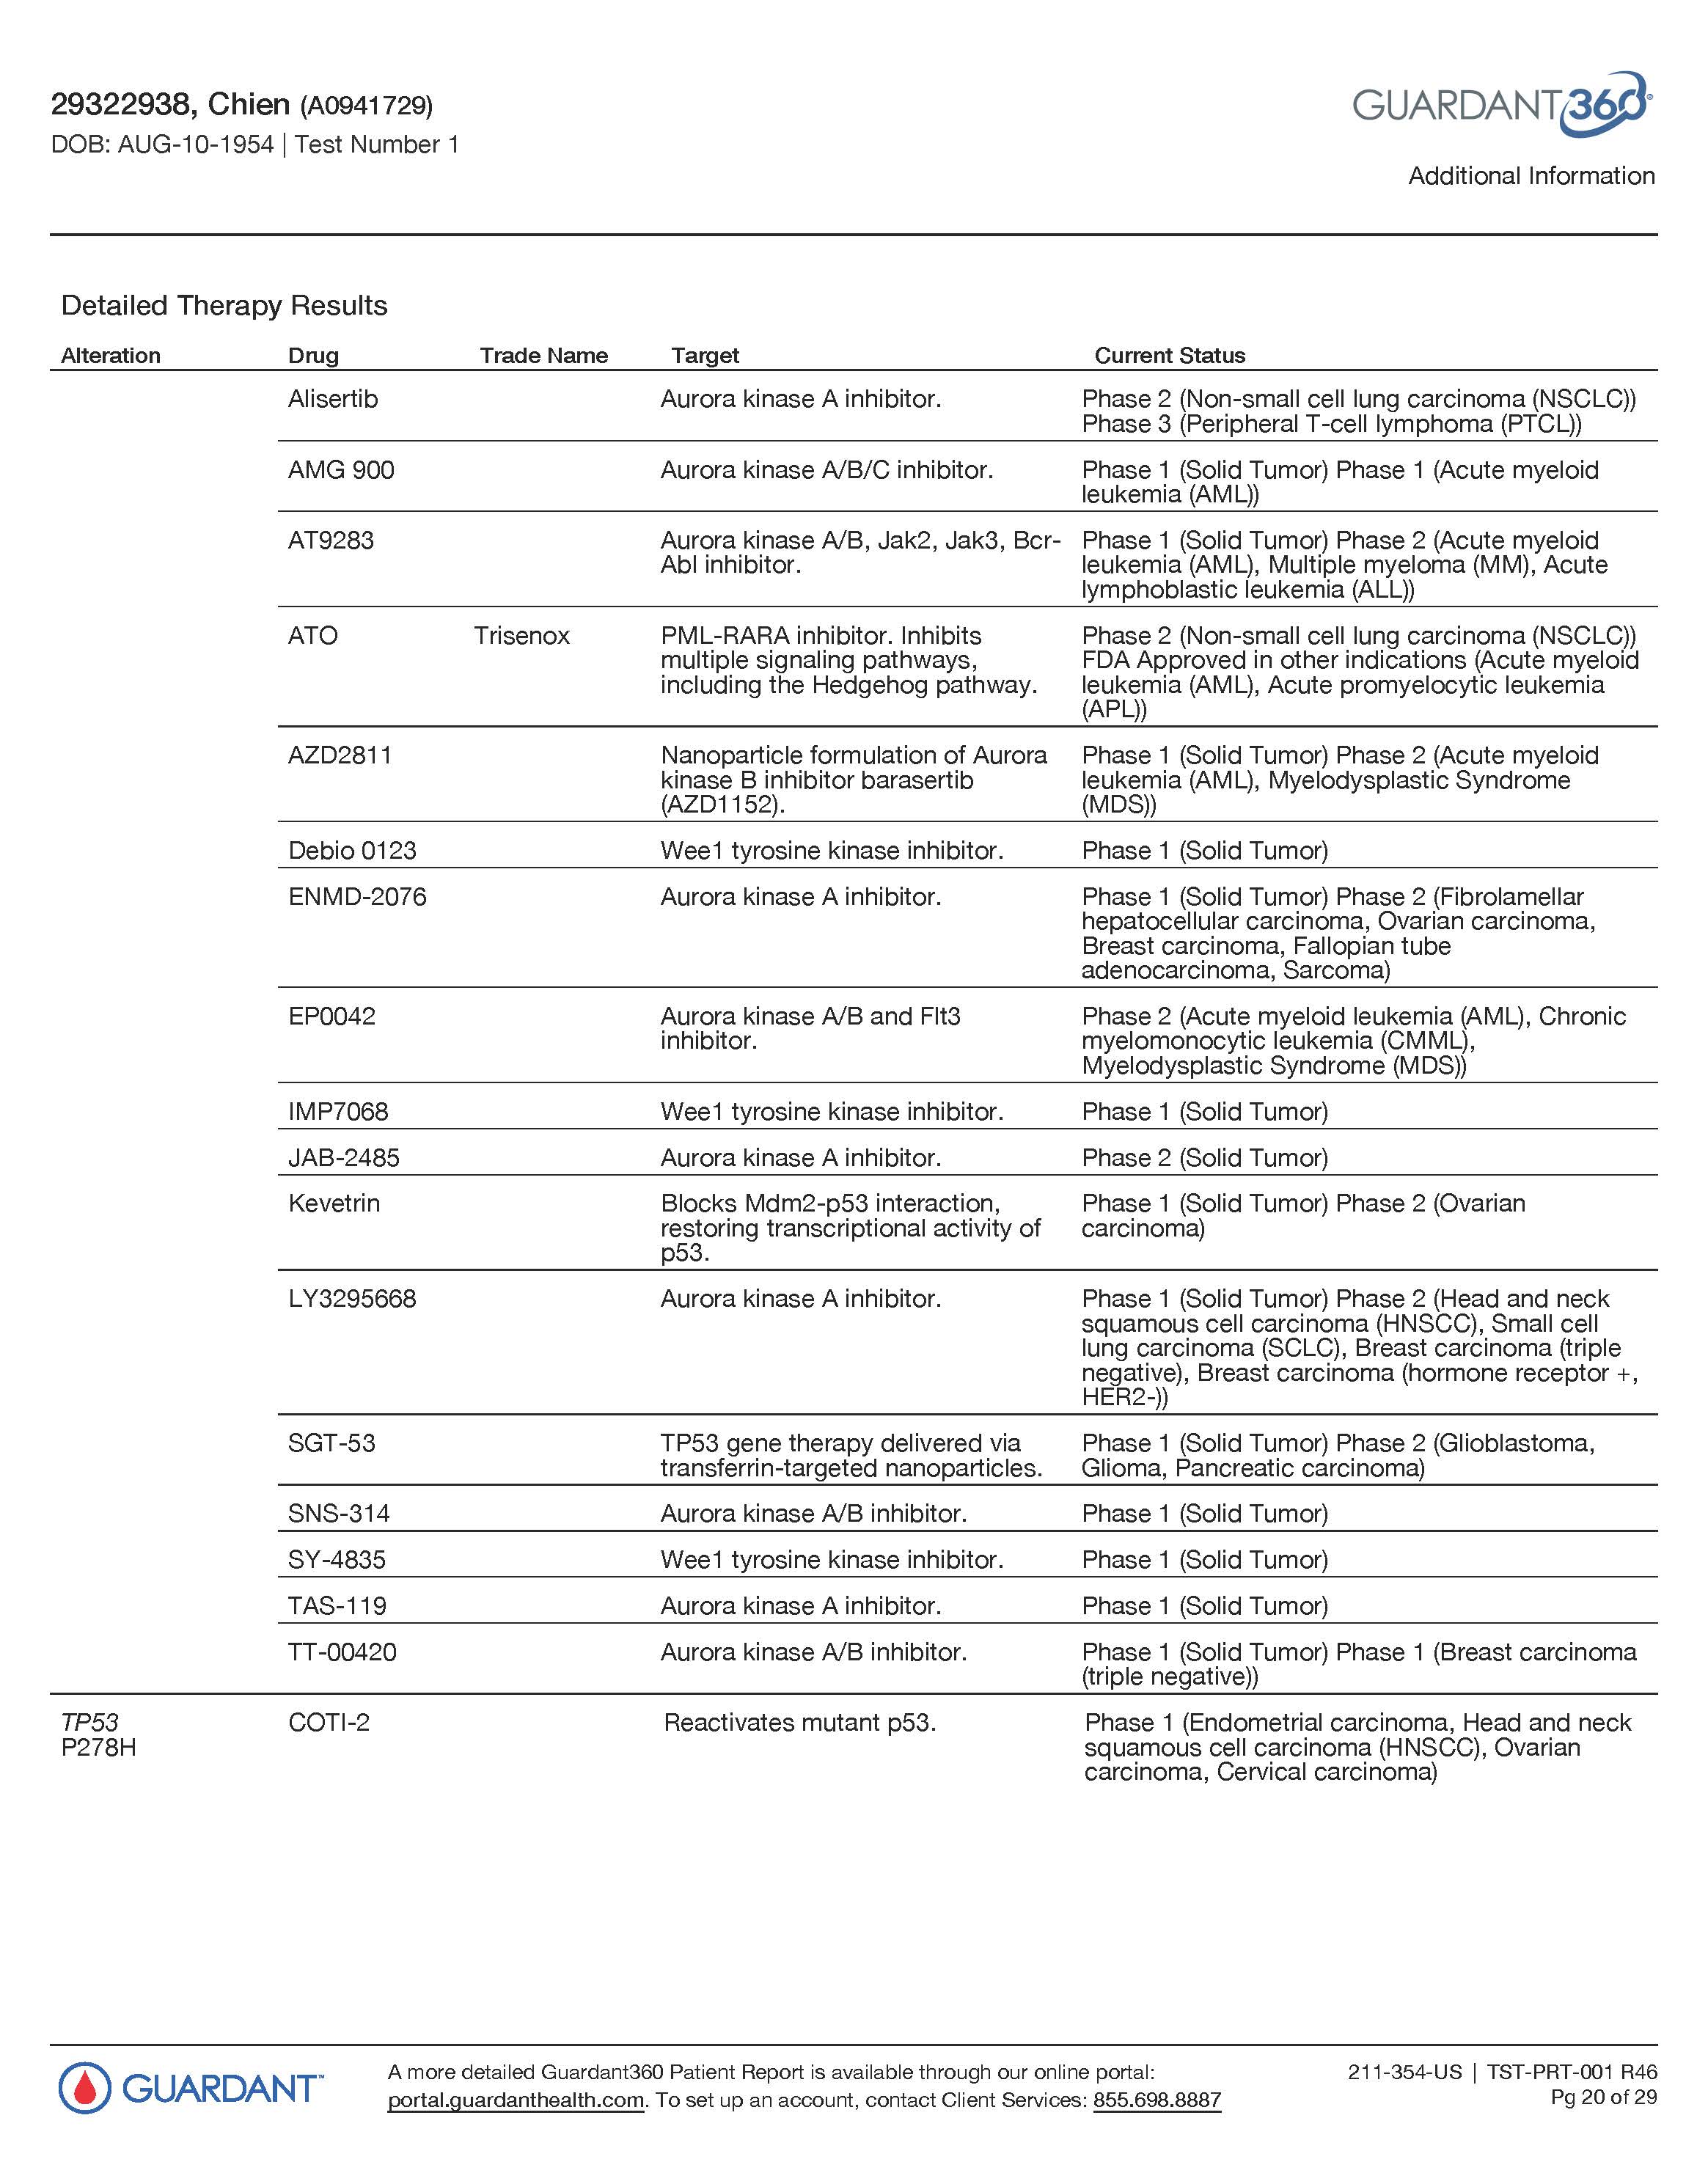 29322938, Chien (A0941729)
DOB: AUG-10-1954 | Test Number 1
GUARDANT360®
Additional Information
Detailed Therapy Results
Alteration Drug Trade Name Target Current Status
Alisertib Aurora kinase A inhibitor. Phase 2 (Non-small cell lung carcinoma (NSCLC))
Phase 3 (Peripheral T-cell lymphoma (PTCL))
AMG 900 Aurora kinase A/B/C inhibitor. Phase 1 (Solid Tumor) Phase 1 (Acute myeloid
leukemia (AML))
AT9283 Aurora kinase A/B, Jak2, Jak3, Bcr- Phase 1 (Solid Tumor) Phase 2 (Acute myeloid
Abl inhibitor. leukemia (AML), Multiple myeloma (MM), Acute
lymphoblastic leukemia (ALL))
ATO Trisenox PML-RARA inhibitor. Inhibits Phase 2 (Non-small cell lung carcinoma (NSCLC))
multiple signaling pathways, FDA Approved in other indications (Acute myeloid
including the Hedgehog pathway. leukemia (AML), Acute promyelocytic leukemia
(APL))
AZD2811 Nanoparticle formulation of Aurora Phase 1 (Solid Tumor) Phase 2 (Acute myeloid
kinase B inhibitor barasertib leukemia (AML), Myelodysplastic Syndrome
(AZD1152). (MDS))
Debio 0123 Wee1 tyrosine kinase inhibitor. Phase 1 (Solid Tumor)
ENMD-2076 Aurora kinase A inhibitor. Phase 1 (Solid Tumor) Phase 2 (Fibrolamellar
hepatocellular carcinoma, Ovarian carcinoma,
Breast carcinoma, Fallopian tube
adenocarcinoma, Sarcoma)
EP0042 Aurora kinase A/B and Flt3 Phase 2 (Acute myeloid leukemia (AML), Chronic
inhibitor. myelomonocytic leukemia (CMML),
Myelodysplastic Syndrome (MDS))
IMP7068 Wee1 tyrosine kinase inhibitor. Phase 1 (Solid Tumor)
JAB-2485 Aurora kinase A inhibitor. Phase 2 (Solid Tumor)
Kevetrin Blocks Mdm2-p53 interaction, Phase 1 (Solid Tumor) Phase 2 (Ovarian
restoring transcriptional activity of carcinoma)
p53.
LY3295668 Aurora kinase A inhibitor. Phase 1 (Solid Tumor) Phase 2 (Head and neck
squamous cell carcinoma (HNSCC), Small cell
lung carcinoma (SCLC), Breast carcinoma (triple
negative), Breast carcinoma (hormone receptor +,
HER2-))
SGT-53 TP53 gene therapy delivered via Phase 1 (Solid Tumor) Phase 2 (Glioblastoma,
transferrin-targeted nanoparticles. Glioma, Pancreatic carcinoma)
SNS-314 Aurora kinase A/B inhibitor. Phase 1 (Solid Tumor)
SY-4835 Wee1 tyrosine kinase inhibitor. Phase 1 (Solid Tumor)
TAS-119 Aurora kinase A inhibitor. Phase 1 (Solid Tumor)
TT-00420 Aurora kinase A/B inhibitor. Phase 1 (Solid Tumor) Phase 1 (Breast carcinoma
(triple negative))
TP53 COTI-2 Reactivates mutant p53. Phase 1 (Endometrial carcinoma, Head and neck
P278H squamous cell carcinoma (HNSCC), Ovarian
carcinoma, Cervical carcinoma)
GUARDANT™
A more detailed Guardant360 Patient Report is available through our online portal:
portal.guardanthealth.com. To set up an account, contact Client Services: 855.698.8887
211-354-US | TST-PRT-001 R46
Pg 20 of 29